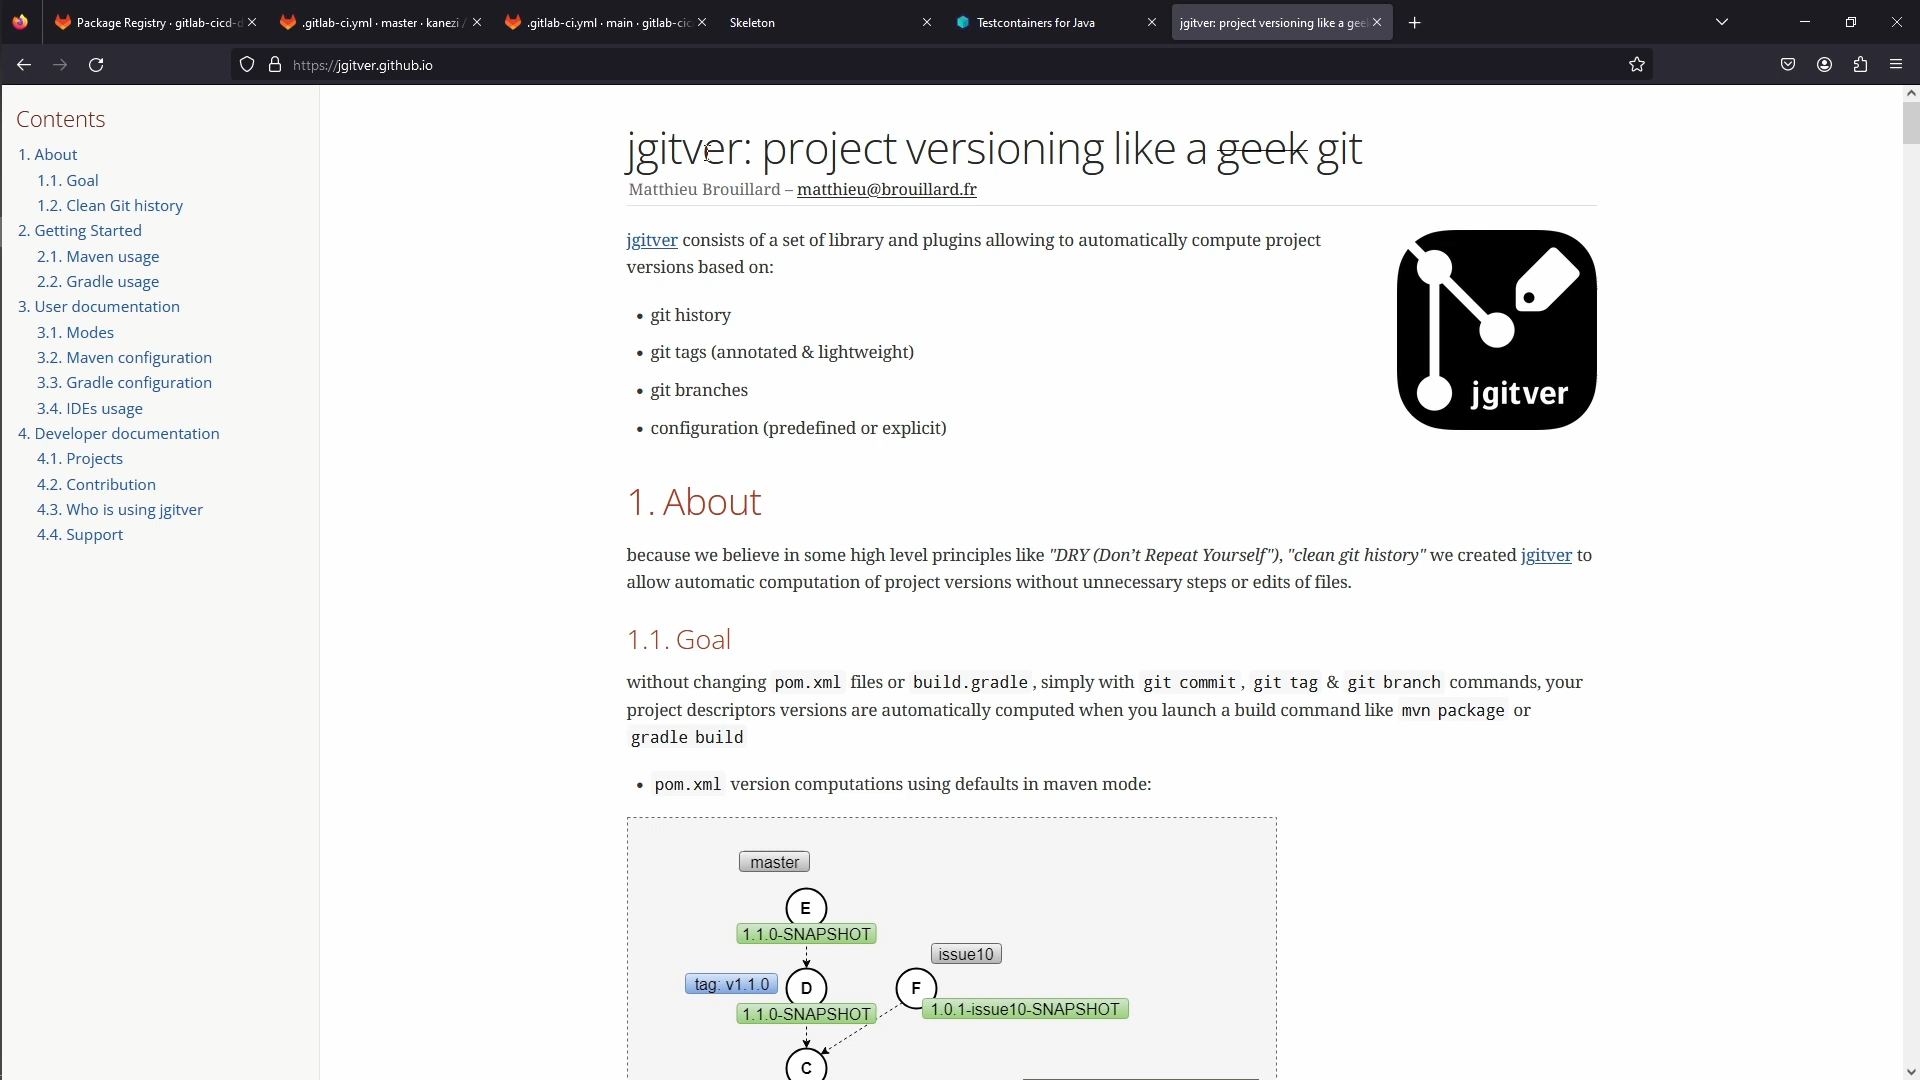 Package Registry · gitlab-cicd-d
.gitlab-ci.yml · master · kanezi /
.gitlab-ci.yml · main · gitlab-cic
Skeleton
Testcontainers for Java
jgitver: project versioning like a geek
https://jgitver.github.io
Contents
1. About
1.1. Goal
1.2. Clean Git history
2. Getting Started
2.1. Maven usage
2.2. Gradle usage
3. User documentation
3.1. Modes
3.2. Maven configuration
3.3. Gradle configuration
3.4. IDEs usage
4. Developer documentation
4.1. Projects
4.2. Contribution
4.3. Who is using jgitver
4.4. Support
jgitver: project versioning like a geek git
Matthieu Brouillard – matthieu@brouillard.fr
jgitver consists of a set of library and plugins allowing to automatically compute project
versions based on:
• git history
• git tags (annotated & lightweight)
• git branches
• configuration (predefined or explicit)
jgitver
1. About
because we believe in some high level principles like "DRY (Don’t Repeat Yourself"), "clean git history" we created jgitver to
allow automatic computation of project versions without unnecessary steps or edits of files.
1.1. Goal
without changing pom.xml files or build.gradle, simply with git commit, git tag & git branch commands, your
project descriptors versions are automatically computed when you launch a build command like mvn package or
gradle build
• pom.xml version computations using defaults in maven mode:
master
E
1.1.0-SNAPSHOT
issue10
tag: v1.1.0
D
F
1.1.0-SNAPSHOT
1.0.1-issue10-SNAPSHOT
C